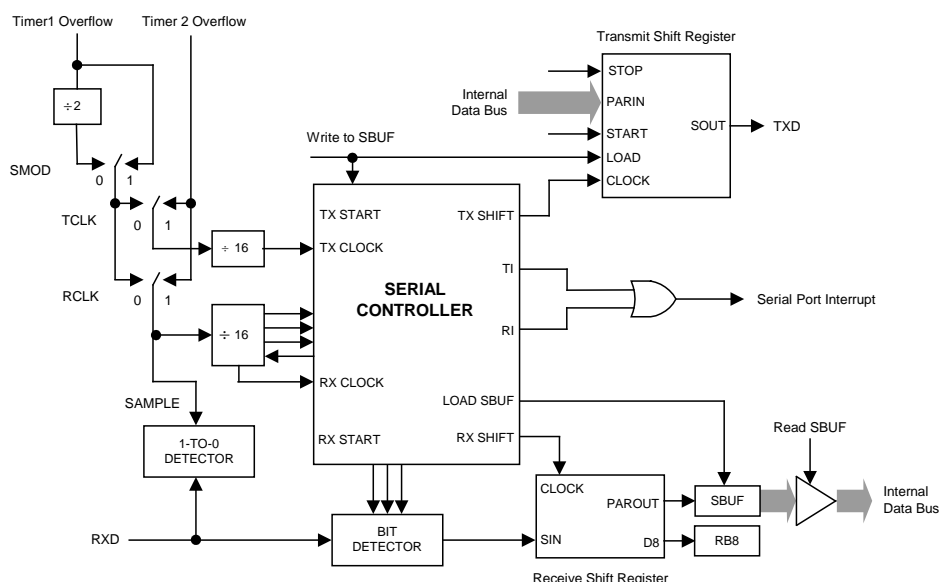 Timer1 Overflow
Timer 2 Overflow
Transmit Shift Register
÷2
STOP
Internal
Data Bus
PARIN
START
SOUT
TXD
Write to SBUF
LOAD
CLOCK
SMOD
0 1
TX START
TX SHIFT
TCLK
0 1
÷ 16
TX CLOCK
TI
SERIAL
CONTROLLER
Serial Port Interrupt
RCLK
0 1
÷ 16
RI
RX CLOCK
SAMPLE
LOAD SBUF
RX START
RX SHIFT
Read SBUF
1-TO-0
DETECTOR
CLOCK
PAROUT
SBUF
Internal
Data Bus
RXD
BIT
DETECTOR
SIN
D8
RB8
Receive Shift Register